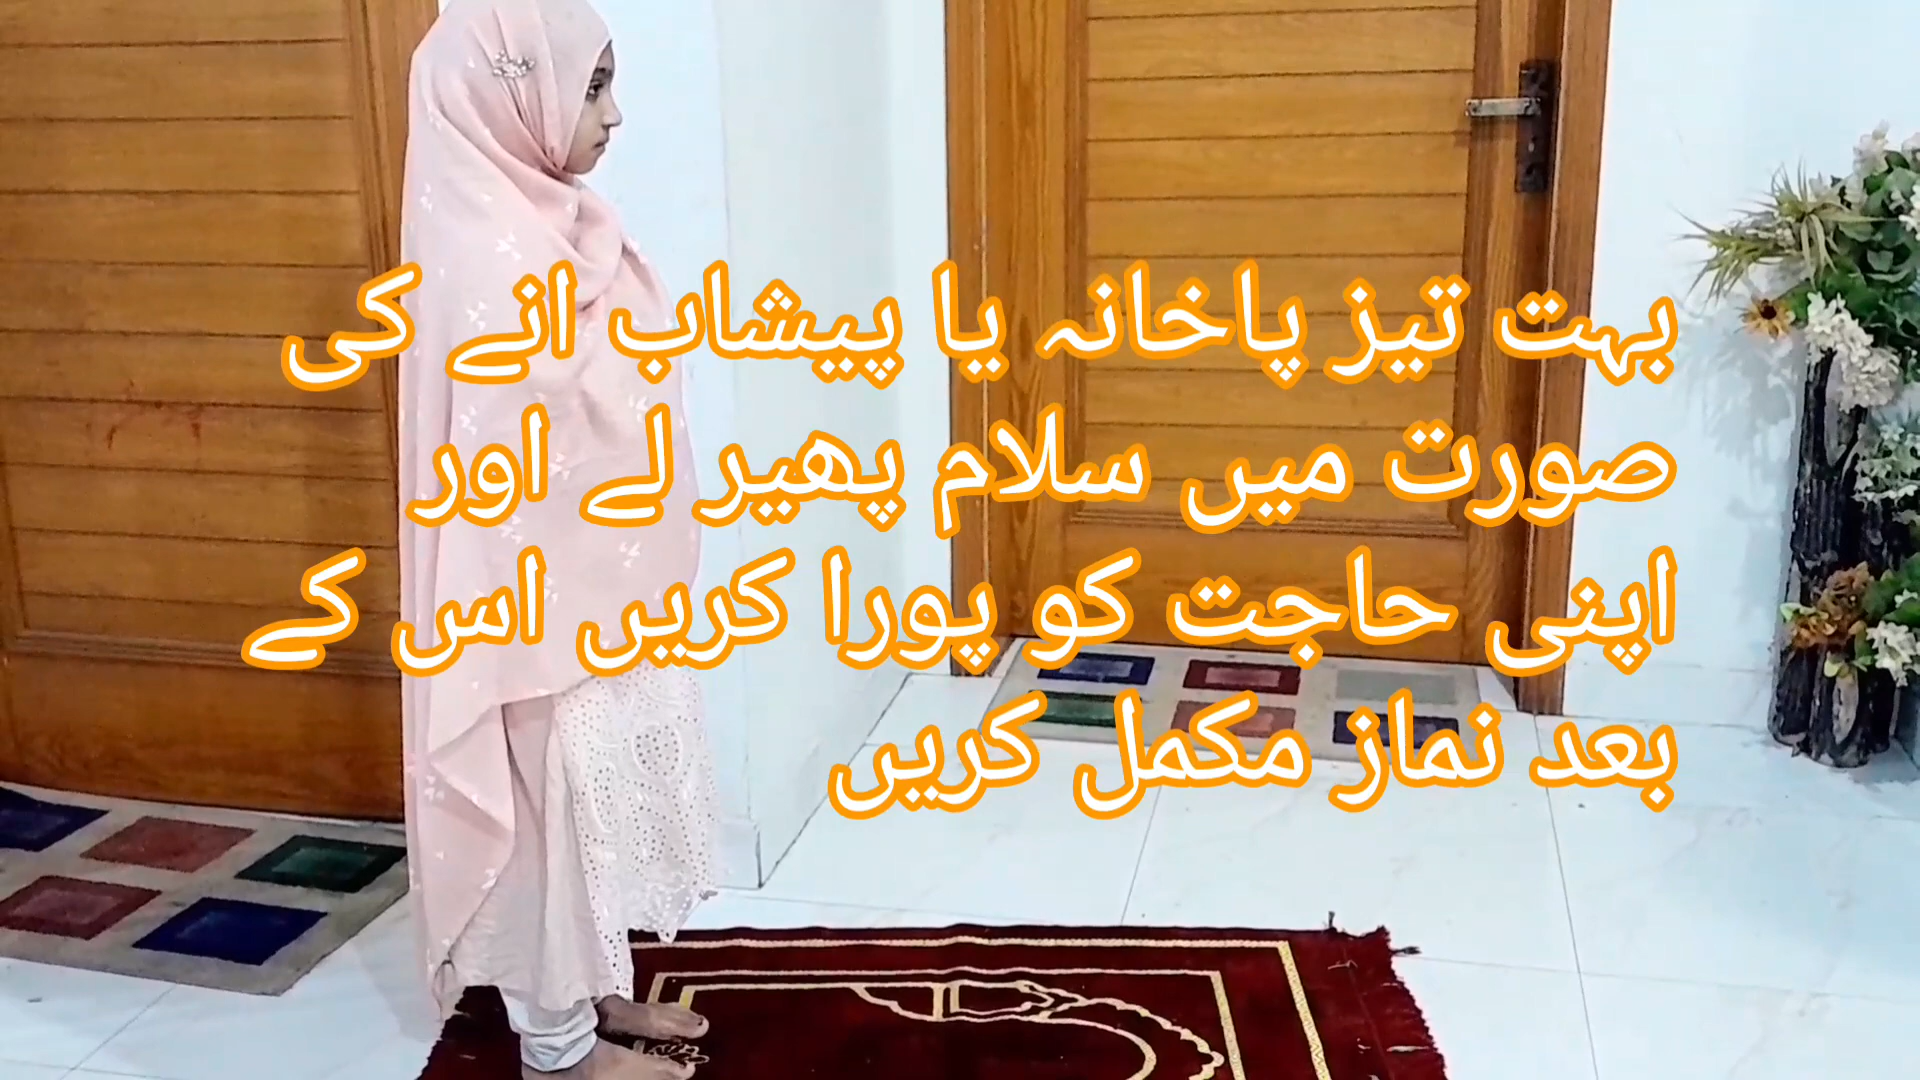 بہت تیز پاخانہ یا پیشاب انے کی
صورت میں سلام پھیر لے اور
اپنی حاجت کو پورا کریں اس کے
بعد نماز مکمل کریں